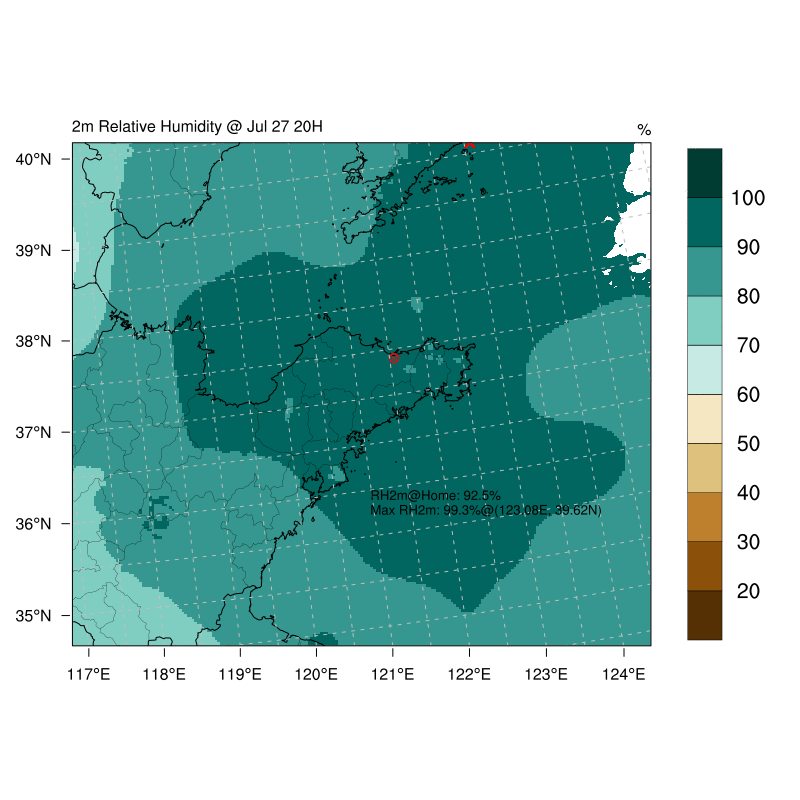 2m Relative Humidity @ Jul 27 20H
%
40°N
39°N
38°N
37°N
36°N
35°N
117°E
118°E
119°E
120°E
121°E
122°E
123°E
124°E
RH2m@Home: 92.5%
Max RH2m: 99.3%@(123.08E, 39.62N)
100
90
80
70
60
50
40
30
20